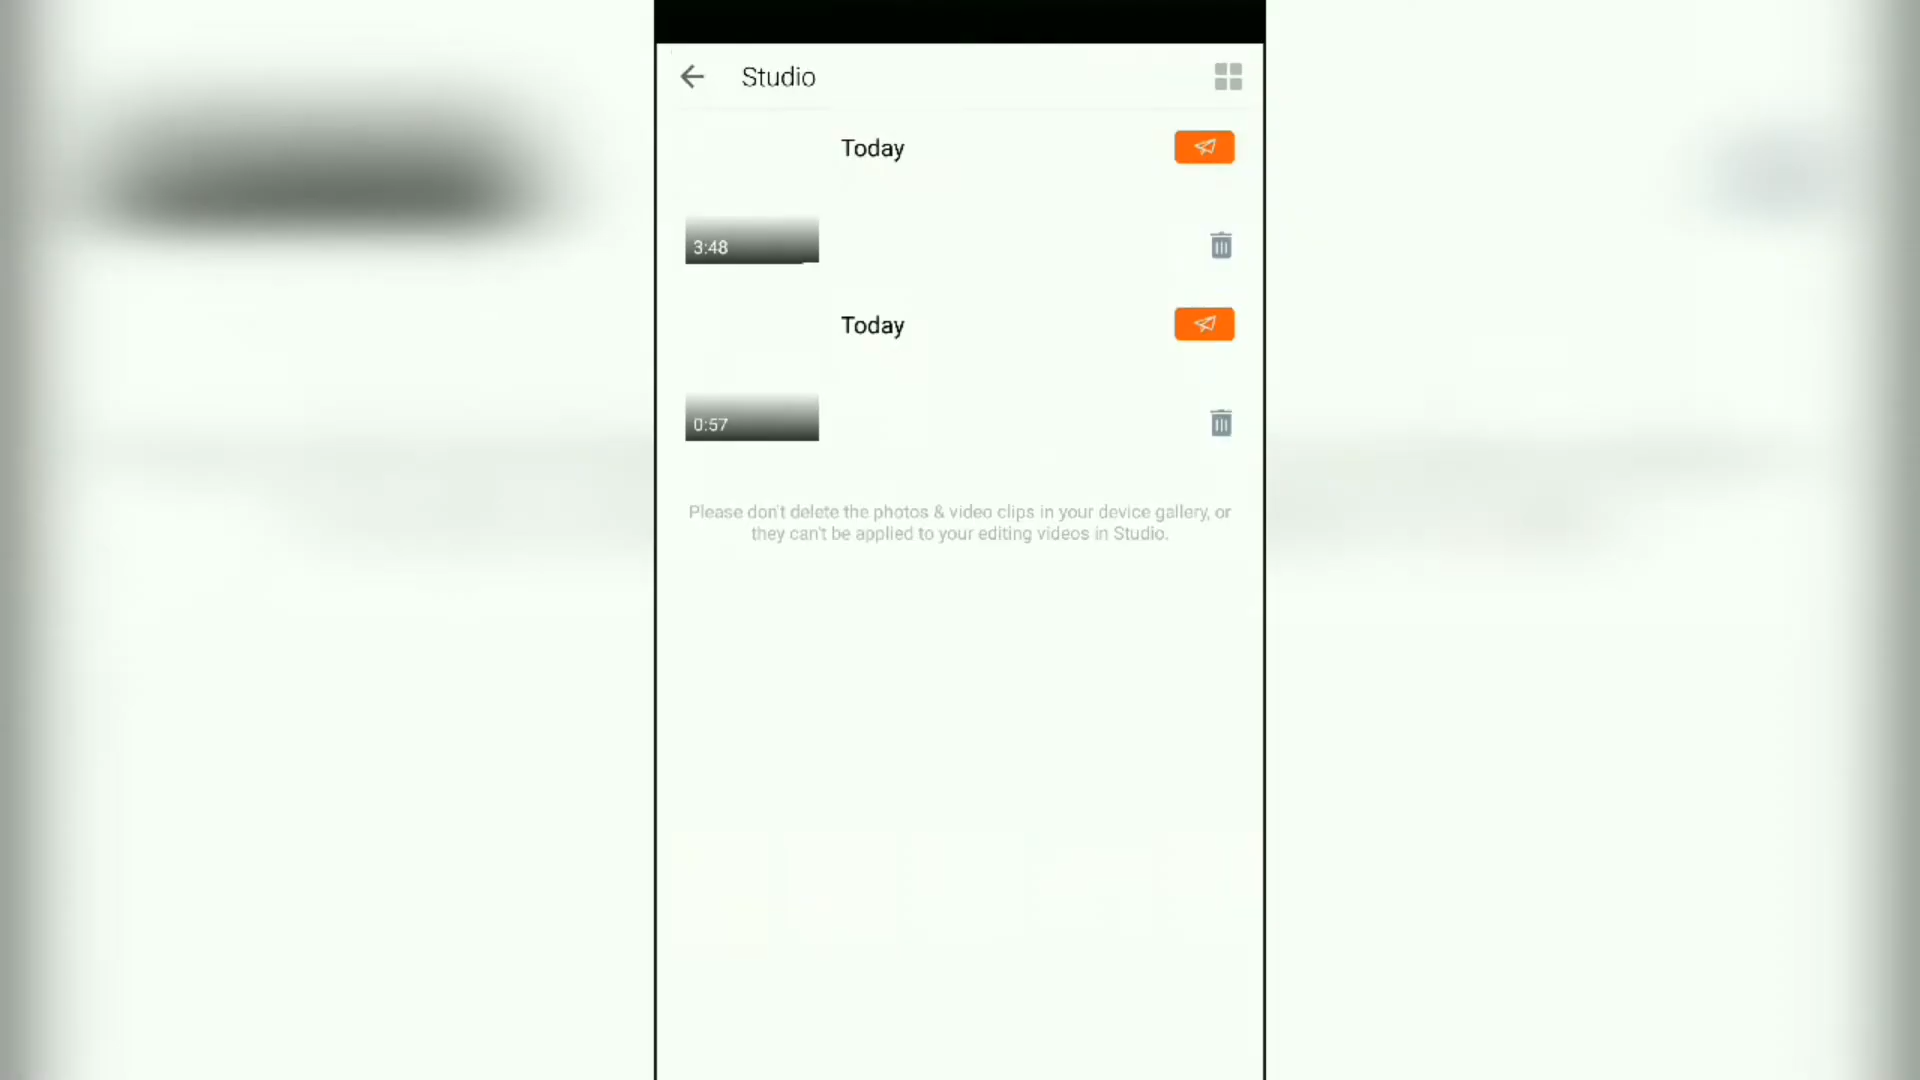 Studio
Today
3:48
Today
0:57
Please don't delete the photos & video clips in your device gallery, or
they can't be applied to your editing videos in Studio.